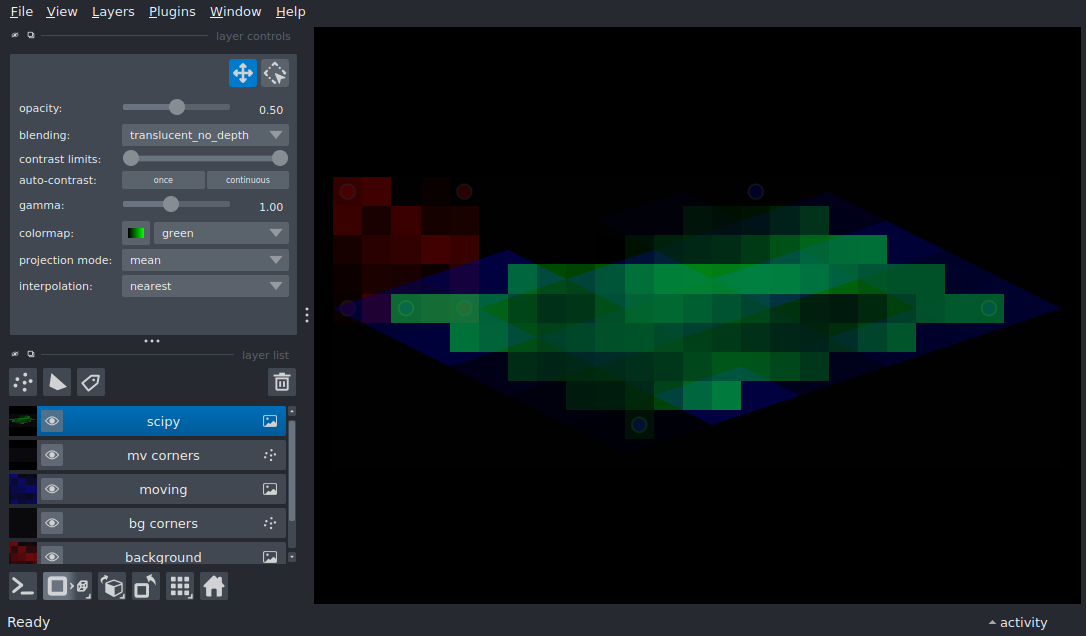 File View Layers Plugins Window Help
layer controls
opacity: 0.50
blending: translucent_no_depth
contrast limits:
auto-contrast: once continuous
gamma: 1.00
colormap: green
projection mode: mean
interpolation: nearest
layer list
scipy
mv corners
moving
bg corners
background
Ready
activity